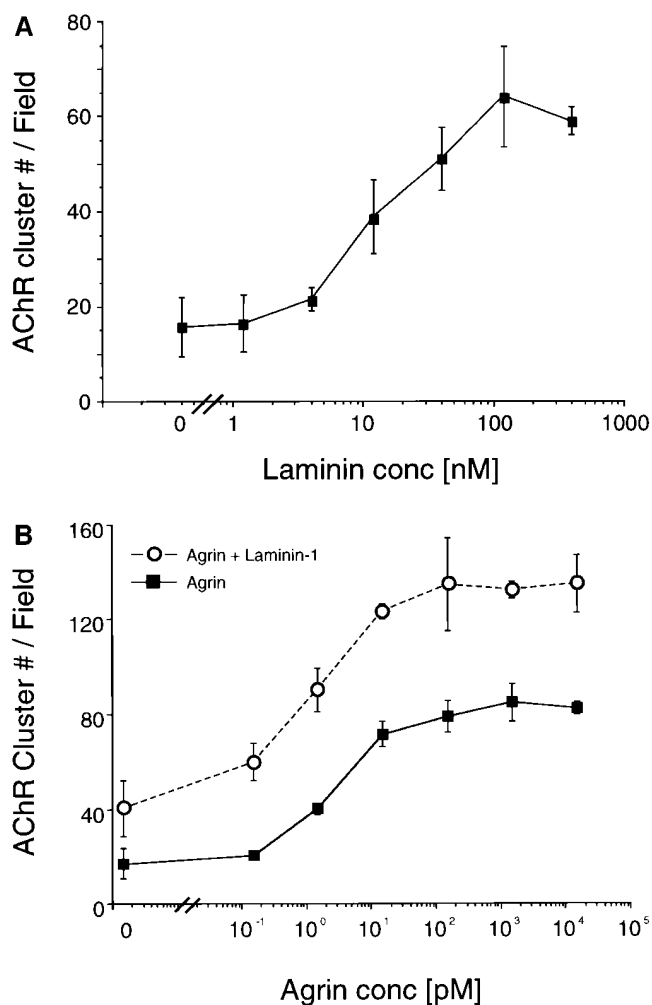 A
AChR cluster # / Field
80
60
40
20
0
0 1 10 100 1000
Laminin conc [nM]
B
AChR Cluster # / Field
160
120
80
40
0
Agrin + Laminin-1
Agrin
0 10⁻¹ 10⁰ 10¹ 10² 10³ 10⁴ 10⁵
Agrin conc [pM]